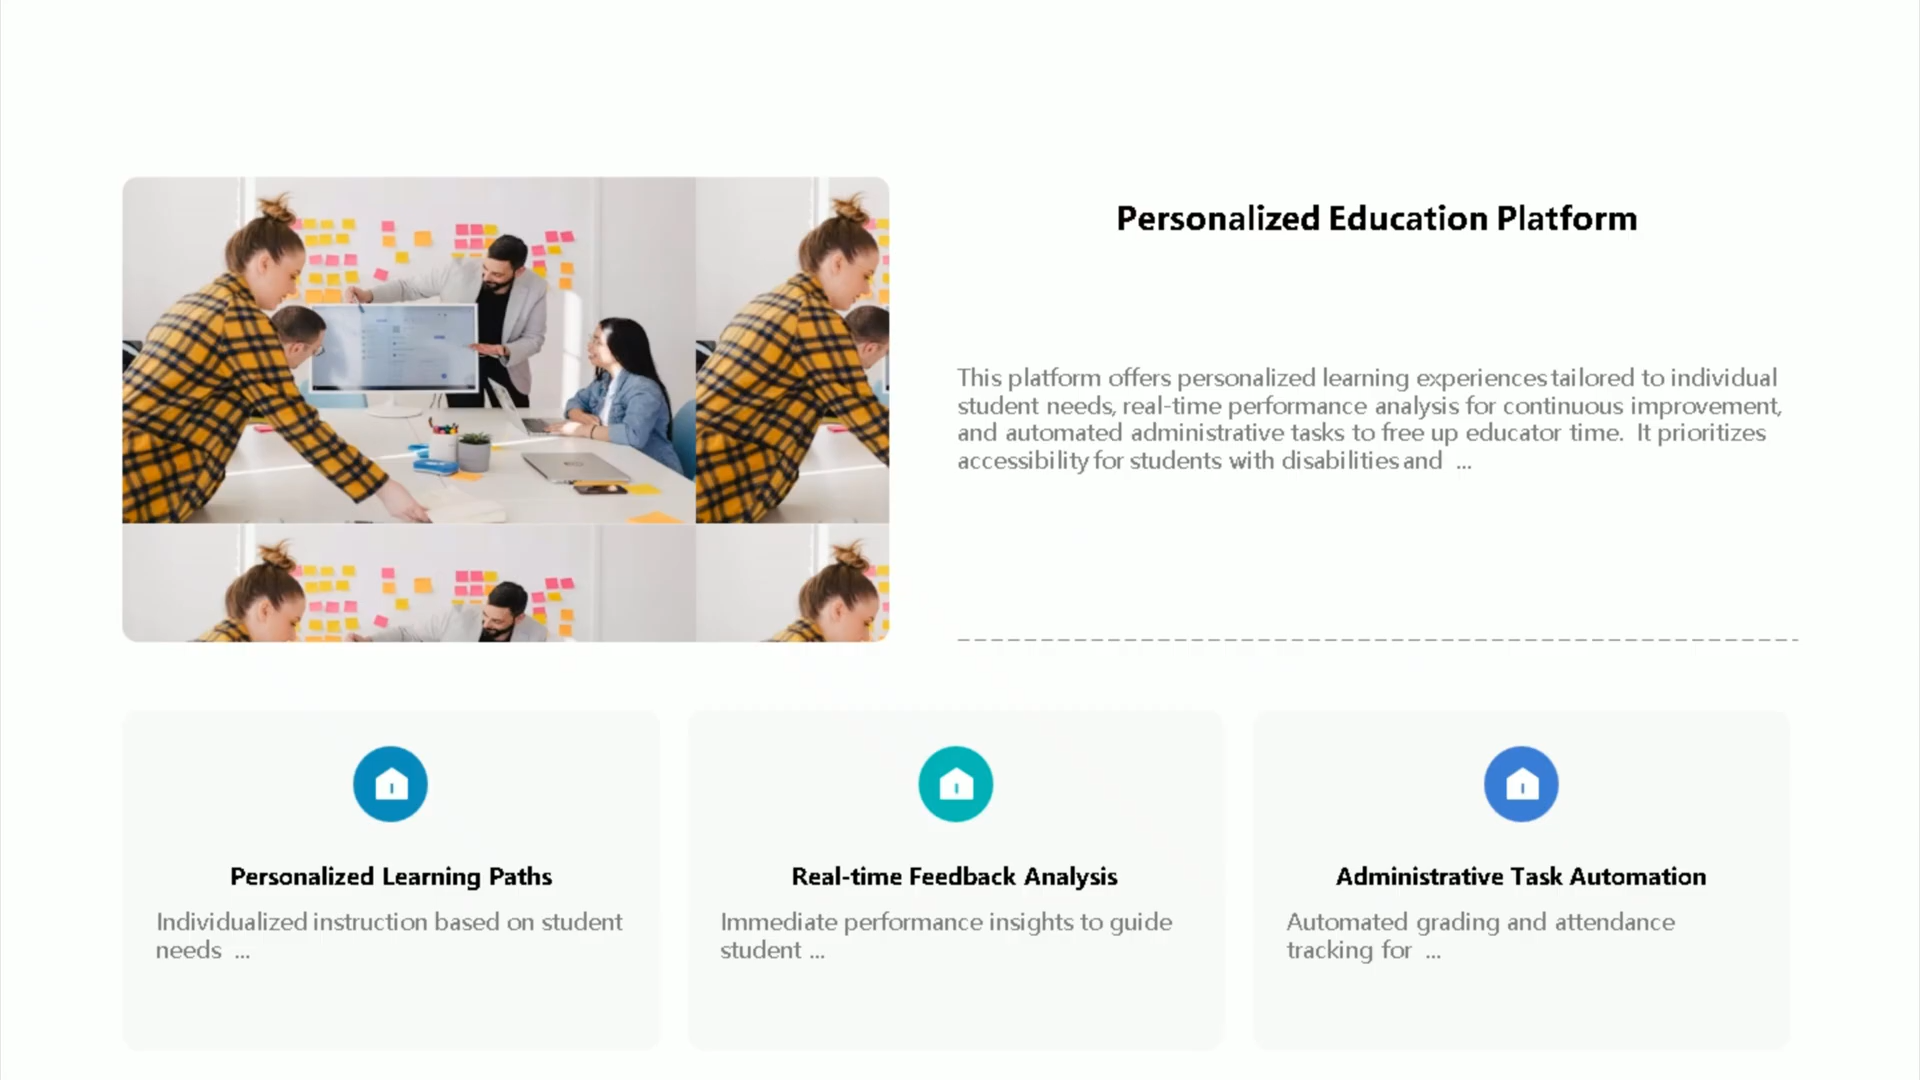 Personalized Education Platform
This platform offers personalized learning experiences tailored to individual
student needs, real-time performance analysis for continuous improvement,
and automated administrative tasks to free up educator time. It prioritizes
accessibility for students with disabilities and ...
Personalized Learning Paths
Individualized instruction based on student
needs ...
Real-time Feedback Analysis
Immediate performance insights to guide
student ...
Administrative Task Automation
Automated grading and attendance
tracking for ...